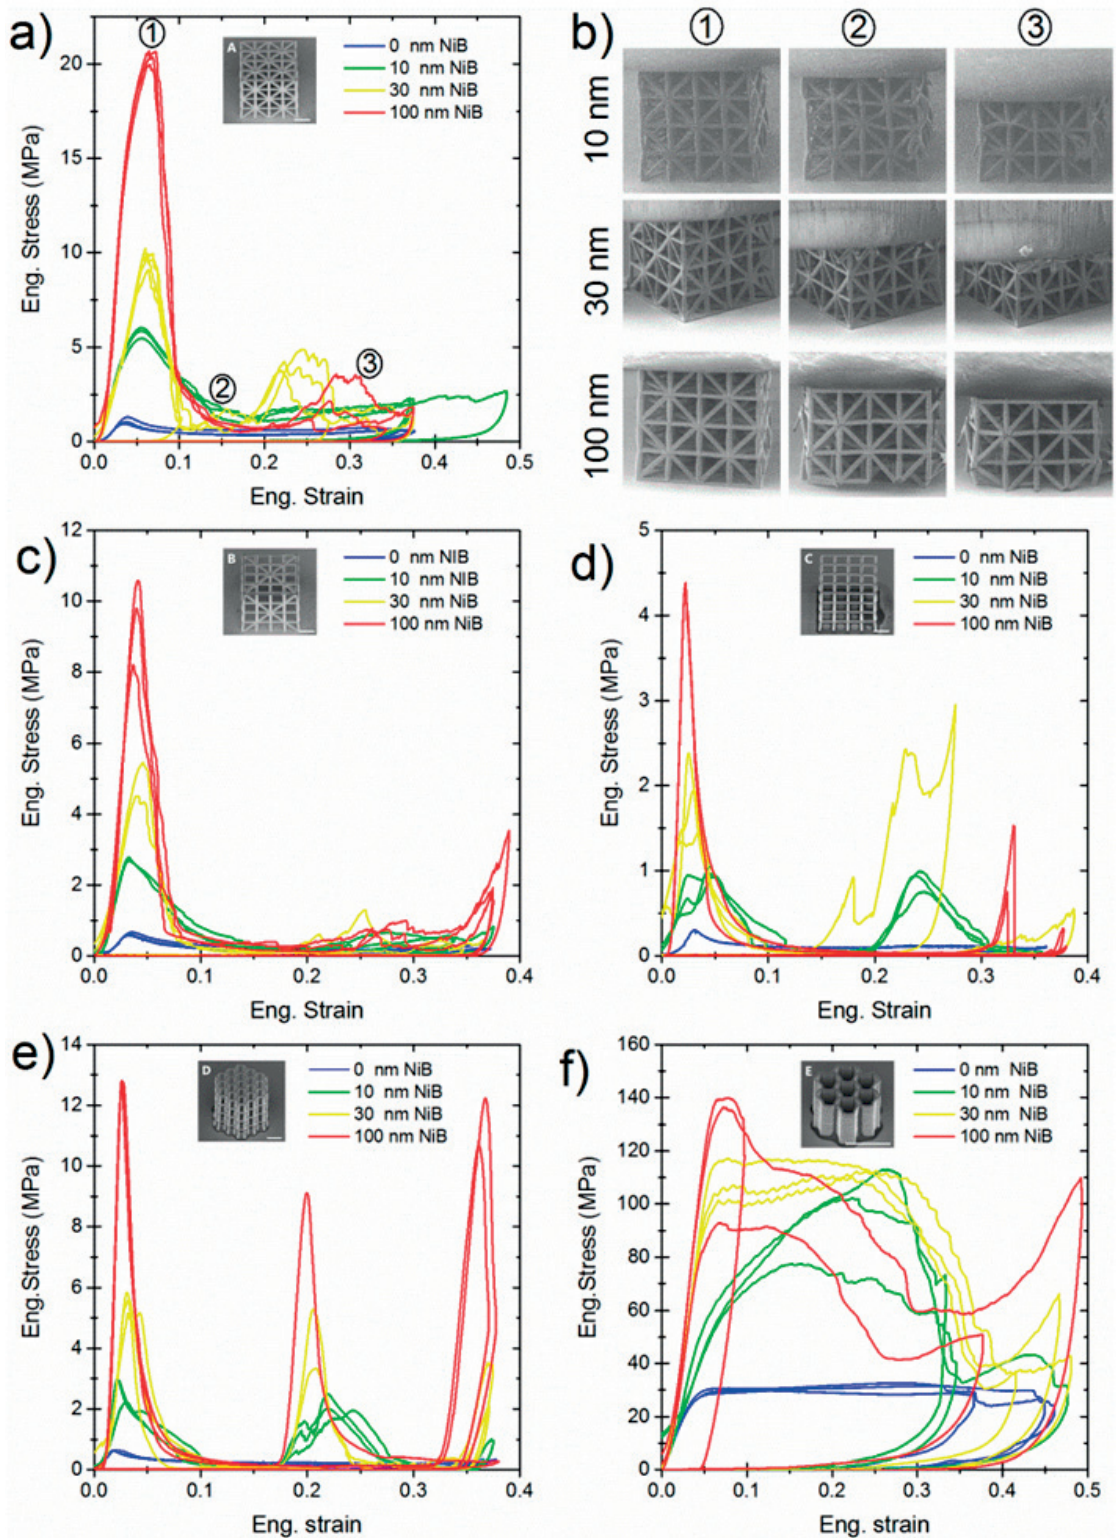 a)
①
A
0 nm NiB
10 nm NiB
30 nm NiB
100 nm NiB
②
③
Eng. Stress (MPa)
20
15
10
5
0
0.0 0.1 0.2 0.3 0.4 0.5
Eng. Strain
b)
① ② ③
10 nm
30 nm
100 nm
c)
B
0 nm NIB
10 nm NIB
30 nm NiB
100 nm NiB
Eng. Stress (MPa)
12
10
8
6
4
2
0
0.0 0.1 0.2 0.3 0.4
Eng. Strain
d)
C
0 nm NiB
10 nm NiB
30 nm NiB
100 nm NiB
Eng. Stress (MPa)
5
4
3
2
1
0
0.0 0.1 0.2 0.3 0.4
Eng. Strain
e)
D
0 nm NiB
10 nm NiB
30 nm NiB
100 nm NiB
Eng.Stress (MPa)
14
12
10
8
6
4
2
0
0.0 0.1 0.2 0.3 0.4
Eng. strain
f)
E
0 nm NiB
10 nm NiB
30 nm NiB
100 nm NiB
Eng.Stress (MPa)
160
140
120
100
80
60
40
20
0
0.0 0.1 0.2 0.3 0.4 0.5
Eng. strain